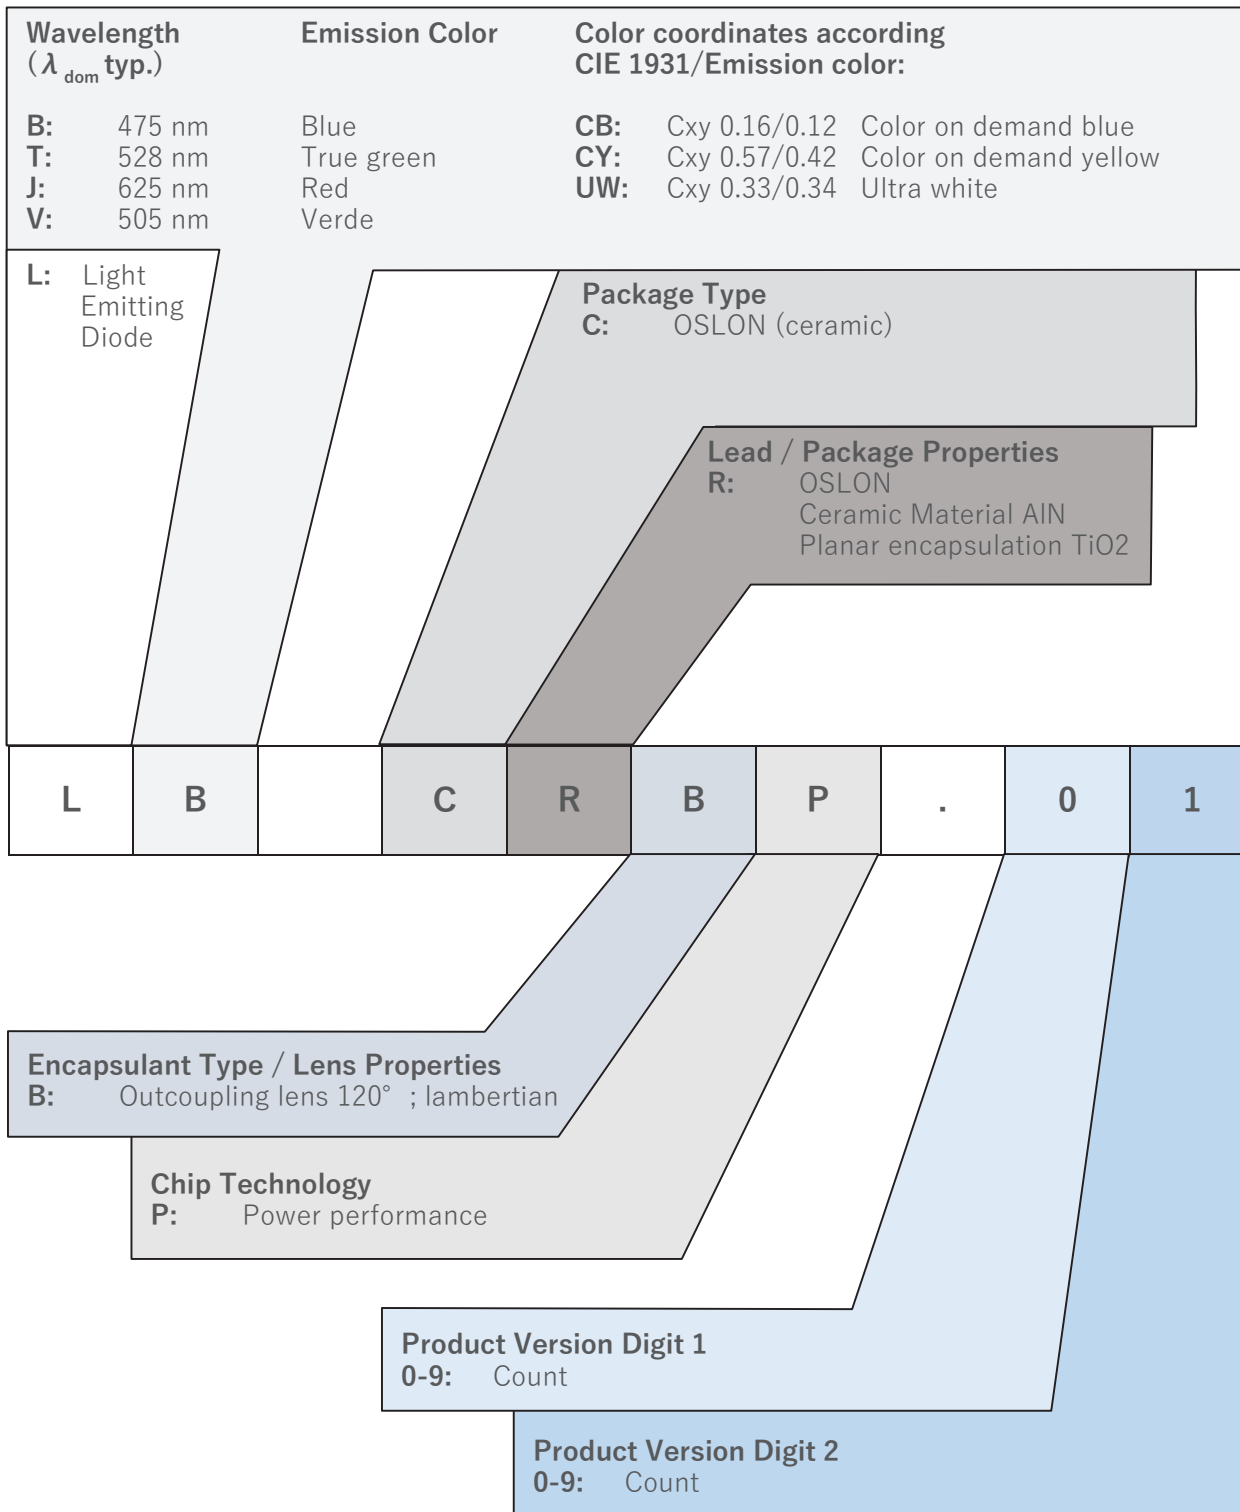 Wavelength Emission Color Color coordinates according
(λ dom typ.) CIE 1931/Emission color:
B: 475 nm Blue CB: Cxy 0.16/0.12 Color on demand blue
T: 528 nm True green CY: Cxy 0.57/0.42 Color on demand yellow
J: 625 nm Red UW: Cxy 0.33/0.34 Ultra white
V: 505 nm Verde
L: Light
Emitting
Diode
Package Type
C: OSLON (ceramic)
Lead / Package Properties
R: OSLON
Ceramic Material AlN
Planar encapsulation TiO2
L B C R B P . 0 1
Encapsulant Type / Lens Properties
B: Outcoupling lens 120° ; lambertian
Chip Technology
P: Power performance
Product Version Digit 1
0-9: Count
Product Version Digit 2
0-9: Count